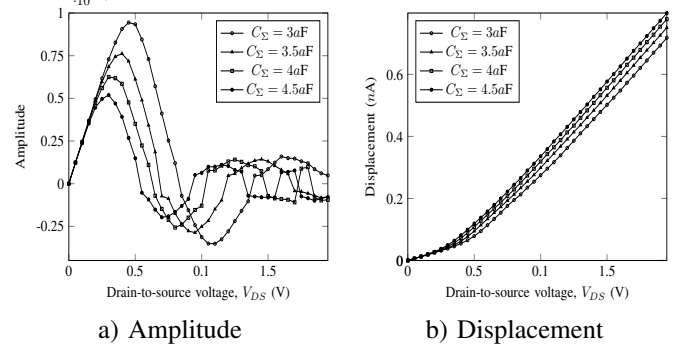 1
0.75
0.5
0.25
0
-0.25
Amplitude
C_Σ = 3aF
C_Σ = 3.5aF
C_Σ = 4aF
C_Σ = 4.5aF
0 0.5 0.1 1.5
Drain-to-source voltage, V_DS (V)
a) Amplitude
0.6
0.4
0.2
0
Displacement (nA)
C_Σ = 3aF
C_Σ = 3.5aF
C_Σ = 4aF
C_Σ = 4.5aF
0 0.5 0.1 1.5
Drain-to-source voltage, V_DS (V)
b) Displacement